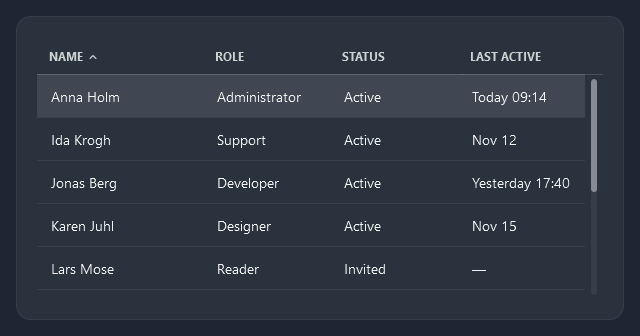 NAME ROLE STATUS LAST ACTIVE
Anna Holm Administrator Active Today 09:14
Ida Krogh Support Active Nov 12
Jonas Berg Developer Active Yesterday 17:40
Karen Juhl Designer Active Nov 15
Lars Mose Reader Invited —